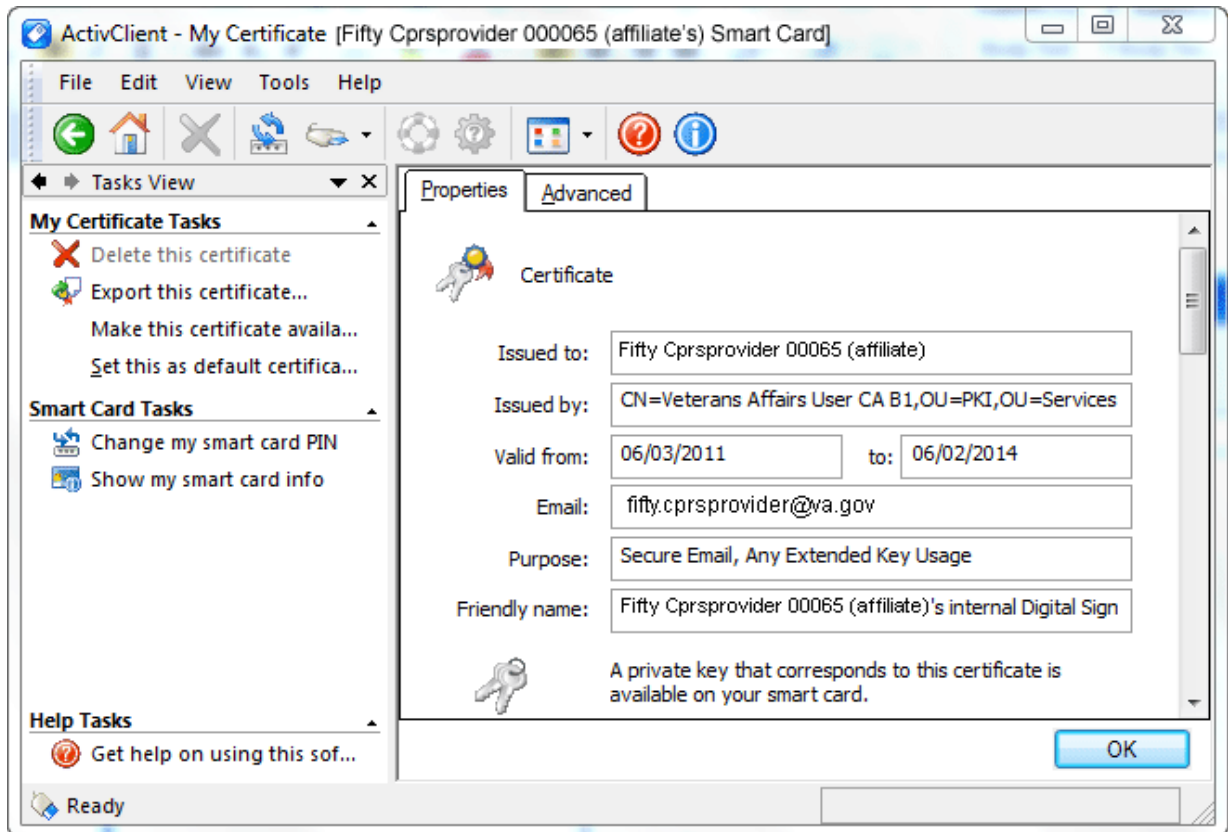 ActivClient - My Certificate [Fifty Cprsprovider 000065 (affiliate's) Smart Card]
File Edit View Tools Help
Tasks View
My Certificate Tasks
Delete this certificate
Export this certificate...
Make this certificate availa...
Set this as default certifica...
Smart Card Tasks
Change my smart card PIN
Show my smart card info
Help Tasks
Get help on using this sof...
Properties Advanced
Certificate
Issued to: Fifty Cprsprovider 00065 (affiliate)
Issued by: CN=Veterans Affairs User CA B1,OU=PKI,OU=Services
Valid from: 06/03/2011 to: 06/02/2014
Email: fifty.cprsprovider@va.gov
Purpose: Secure Email, Any Extended Key Usage
Friendly name: Fifty Cprsprovider 00065 (affiliate)'s internal Digital Sign
A private key that corresponds to this certificate is
available on your smart card.
OK
Ready